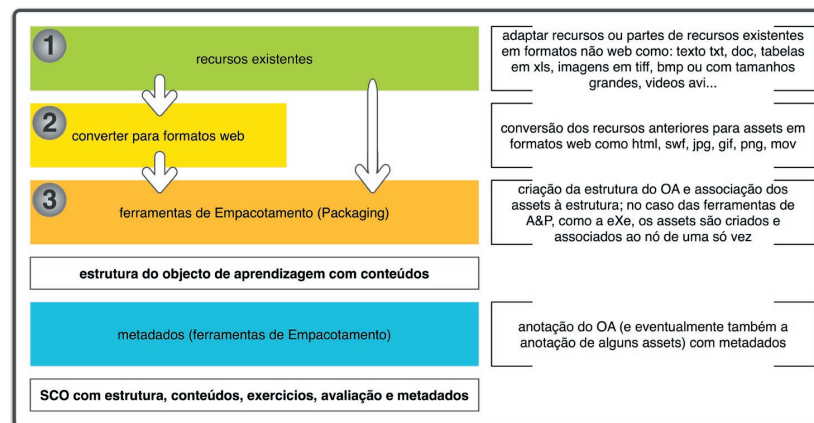 1
recursos existentes
adaptar recursos ou partes de recursos existentes
em formatos não web como: texto txt, doc, tabelas
em xls, imagens em tiff, bmp ou com tamanhos
grandes, videos avi...
2
converter para formatos web
conversão dos recursos anteriores para assets em
formatos web como html, swf, jpg, gif, png, mov
3
ferramentas de Empacotamento (Packaging)
criação da estrutura do OA e associação dos
assets à estrutura; no caso das ferramentas de
A&P, como a eXe, os assets são criados e
associados ao nó de uma só vez
estrutura do objecto de aprendizagem com conteúdos
metadados (ferramentas de Empacotamento)
anotação do OA (e eventualmente também a
anotação de alguns assets) com metadados
SCO com estrutura, conteúdos, exercicios, avaliação e metadados